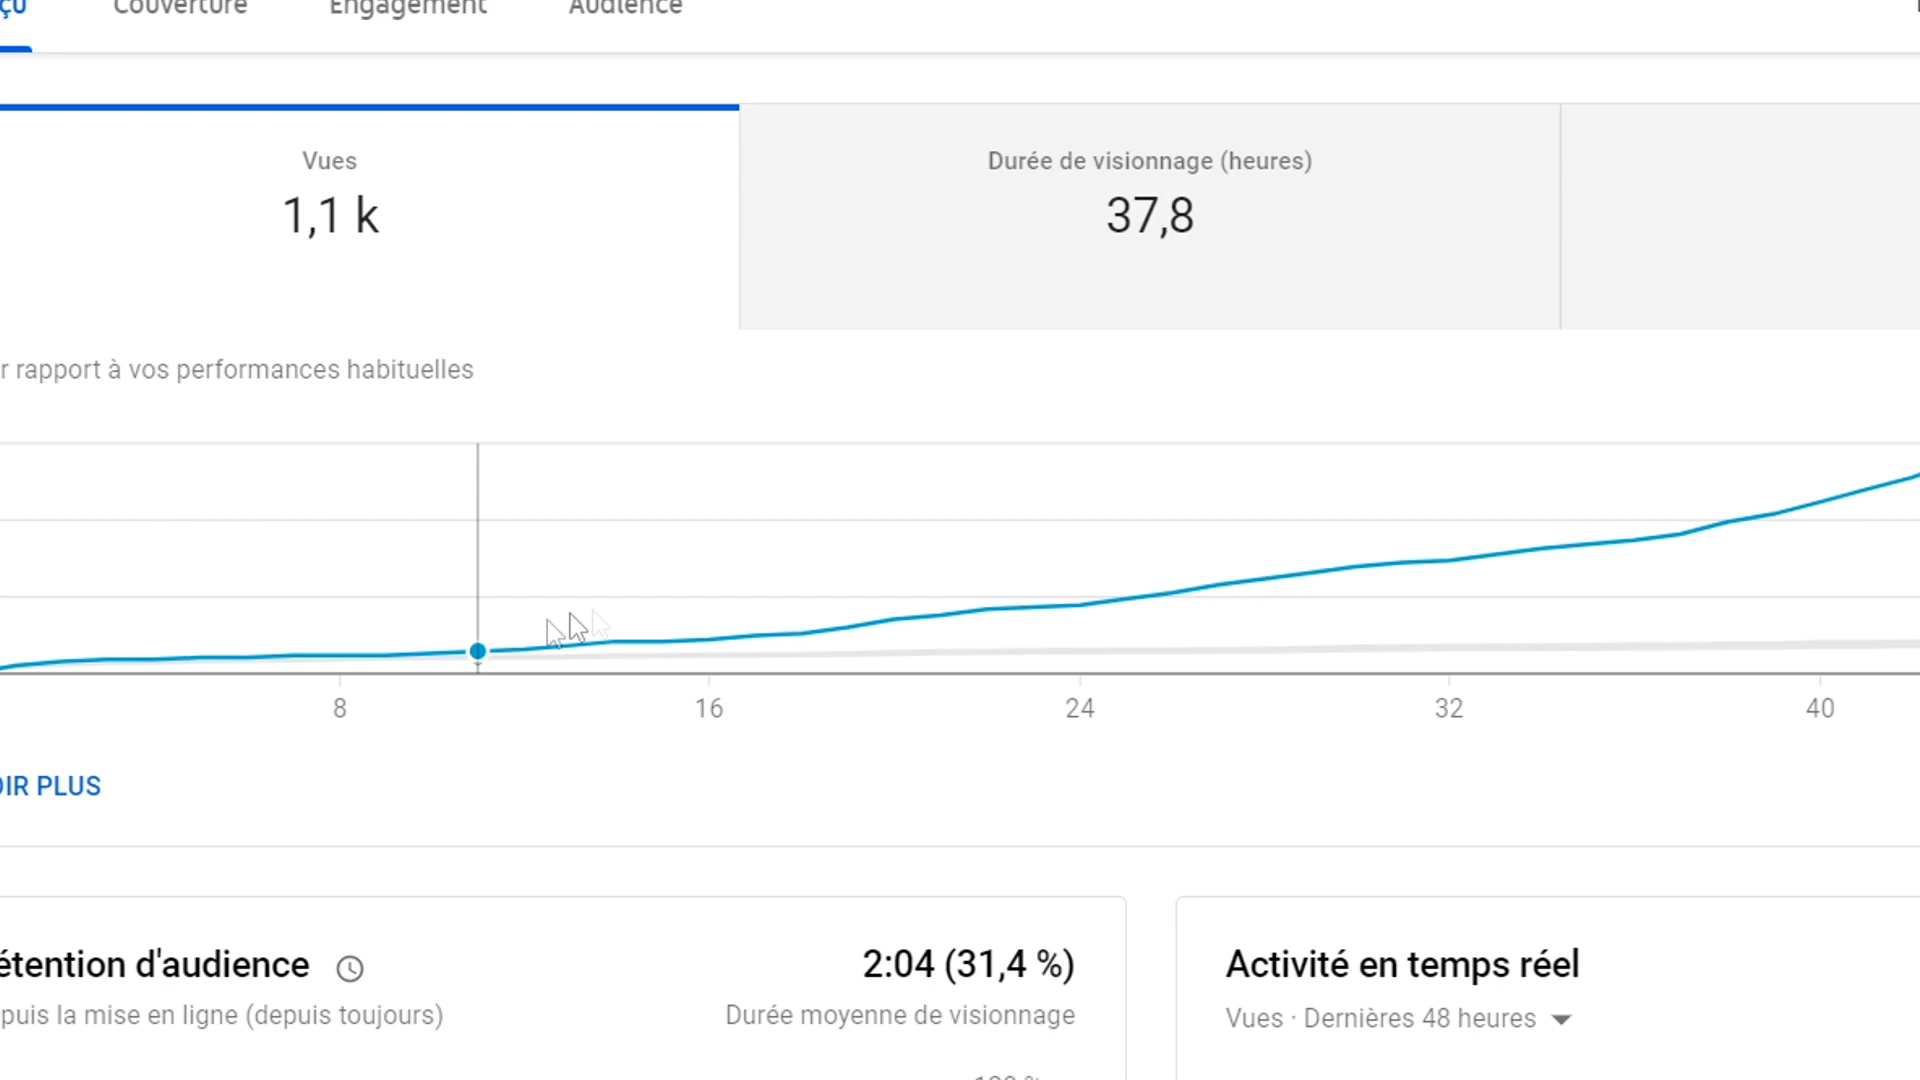 çu Couverture Engagement Audience
Vues
1,1 k
Durée de visionnage (heures)
37,8
r rapport à vos performances habituelles
8 16 24 32 40
OIR PLUS
étention d'audience
puis la mise en ligne (depuis toujours)
2:04 (31,4 %)
Durée moyenne de visionnage
Activité en temps réel
Vues · Dernières 48 heures